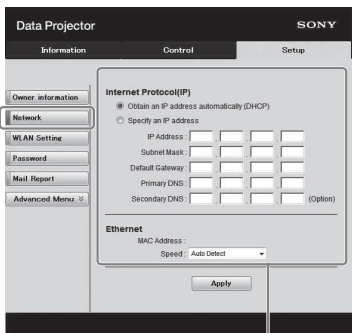 Data Projector
SONY
Information
Control
Setup
Owner information
Network
WLAN Setting
Password
Mail Report
Advanced Menu
Internet Protocol(IP)
Obtain an IP address automatically (DHCP)
Specify an IP address
IP Address :
Subnet Mask :
Default Gateway :
Primary DNS :
Secondary DNS : (Option)
Ethernet
MAC Address :
Speed : Auto Detect
Apply